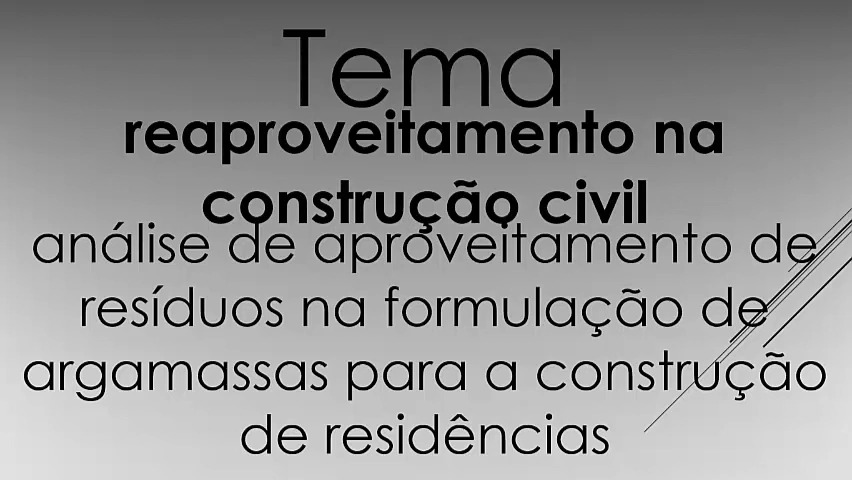 Tema
reaproveitamento na
construção civil
análise de aproveitamento de
resíduos na formulação de
argamassas para a construção
de residências